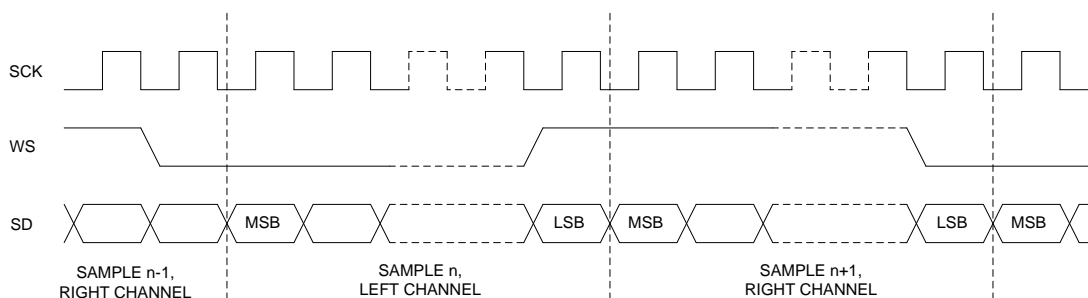 SCK
WS
SD
MSB
LSB
MSB
LSB
MSB
SAMPLE n-1,
RIGHT CHANNEL
SAMPLE n,
LEFT CHANNEL
SAMPLE n+1,
RIGHT CHANNEL